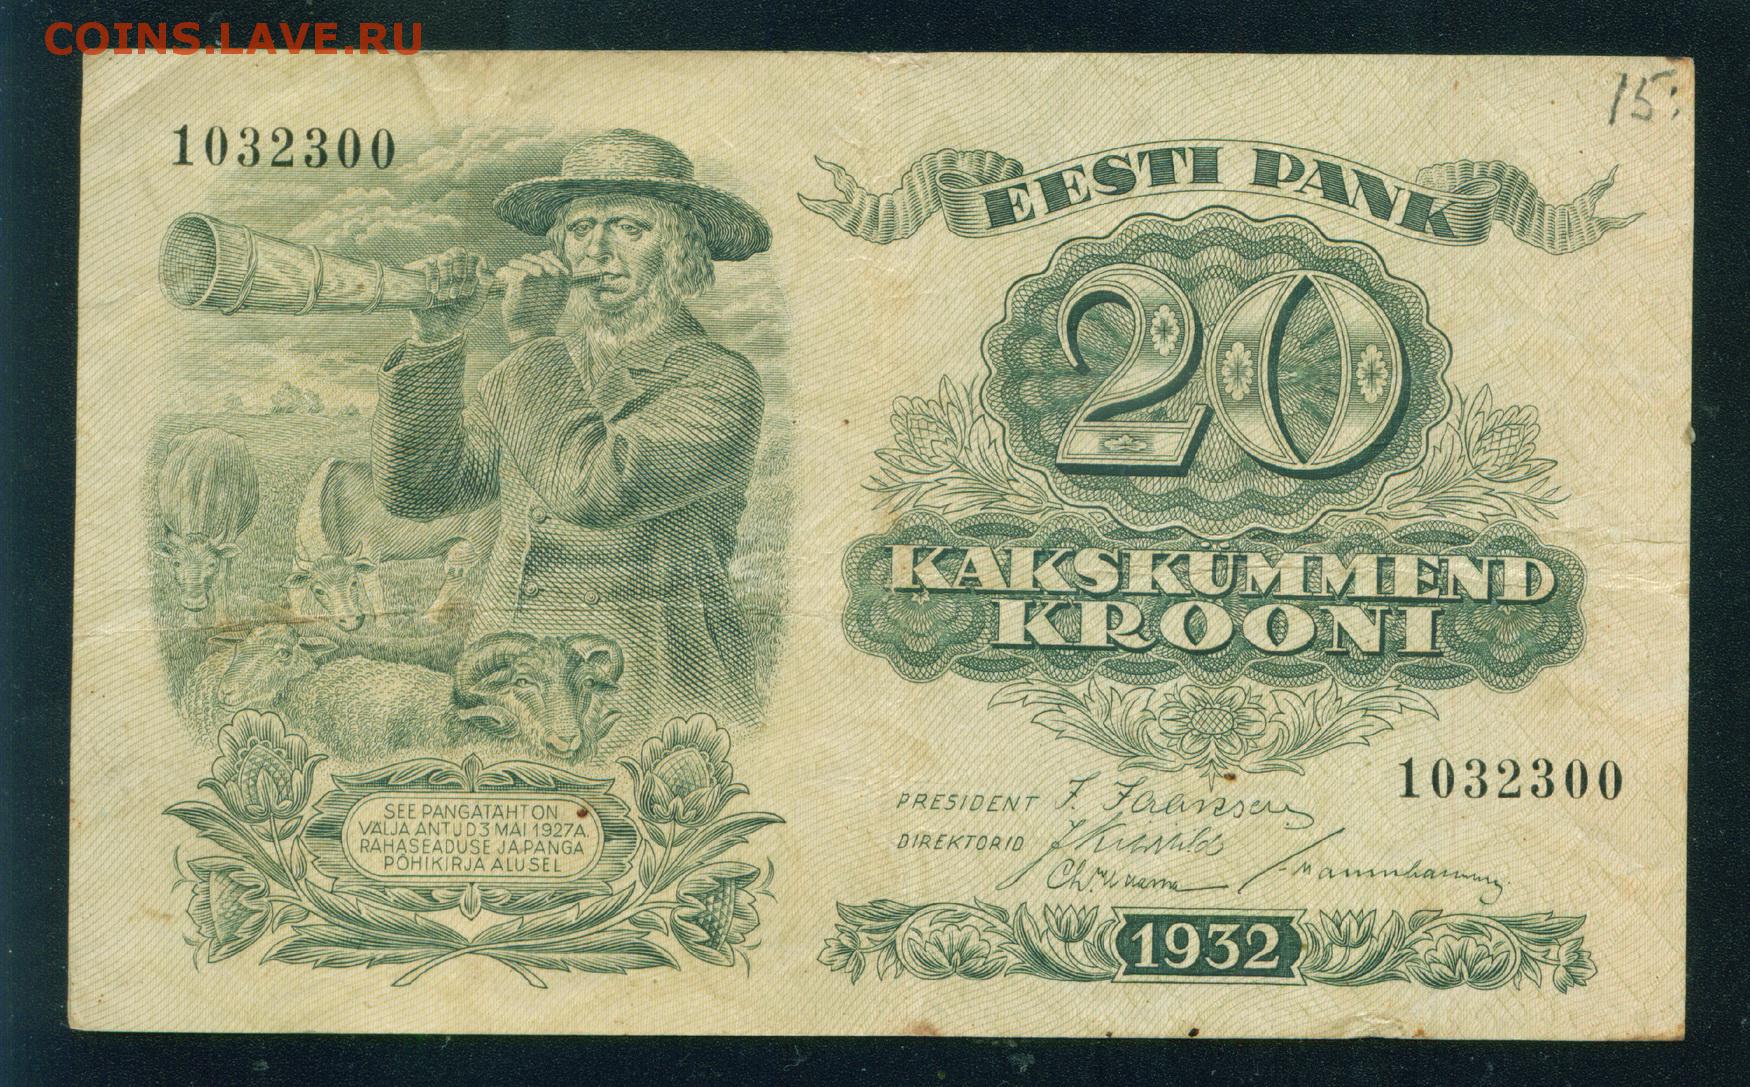 COINS.LAVE.RU
15:
1032300
EESTI PANK
20
KAKSKÜMMEND
KROONI
1032300
PRESIDENT J. Jaanson
DIREKTORID
SEE PANGATÄHT ON
VÄLJA ANTUD 3 MAI 1927 A.
RAHASEADUSE JA PANGA
PÕHIKIRJA ALUSEL
1932